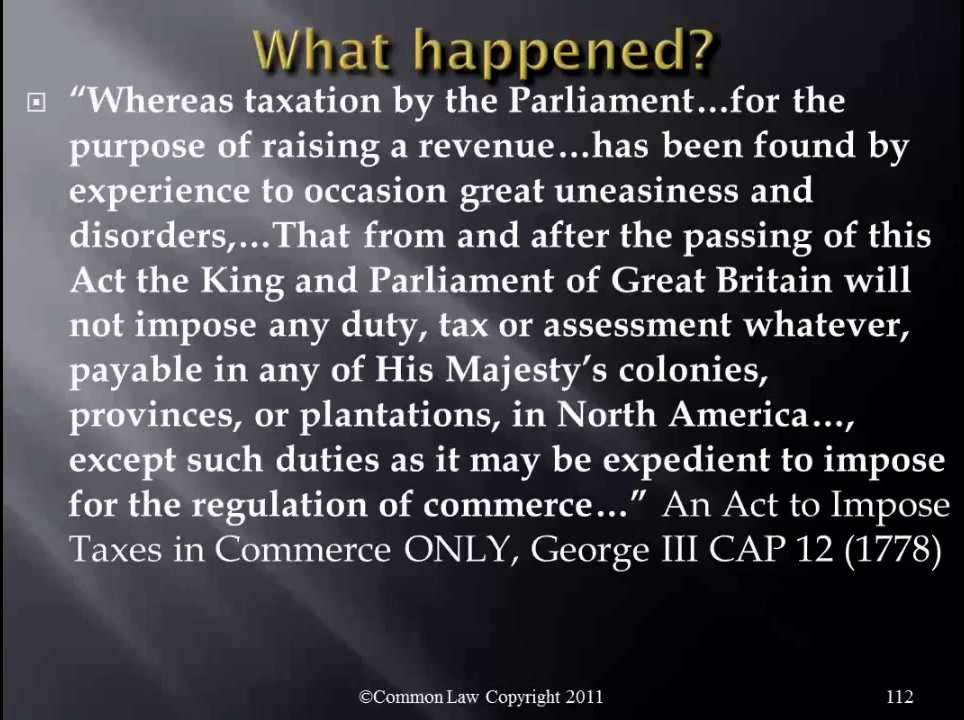 What happened?
“Whereas taxation by the Parliament…for the
purpose of raising a revenue…has been found by
experience to occasion great uneasiness and
disorders,…That from and after the passing of this
Act the King and Parliament of Great Britain will
not impose any duty, tax or assessment whatever,
payable in any of His Majesty’s colonies,
provinces, or plantations, in North America…,
except such duties as it may be expedient to impose
for the regulation of commerce…” An Act to Impose
Taxes in Commerce ONLY, George III CAP 12 (1778)
©Common Law Copyright 2011
112